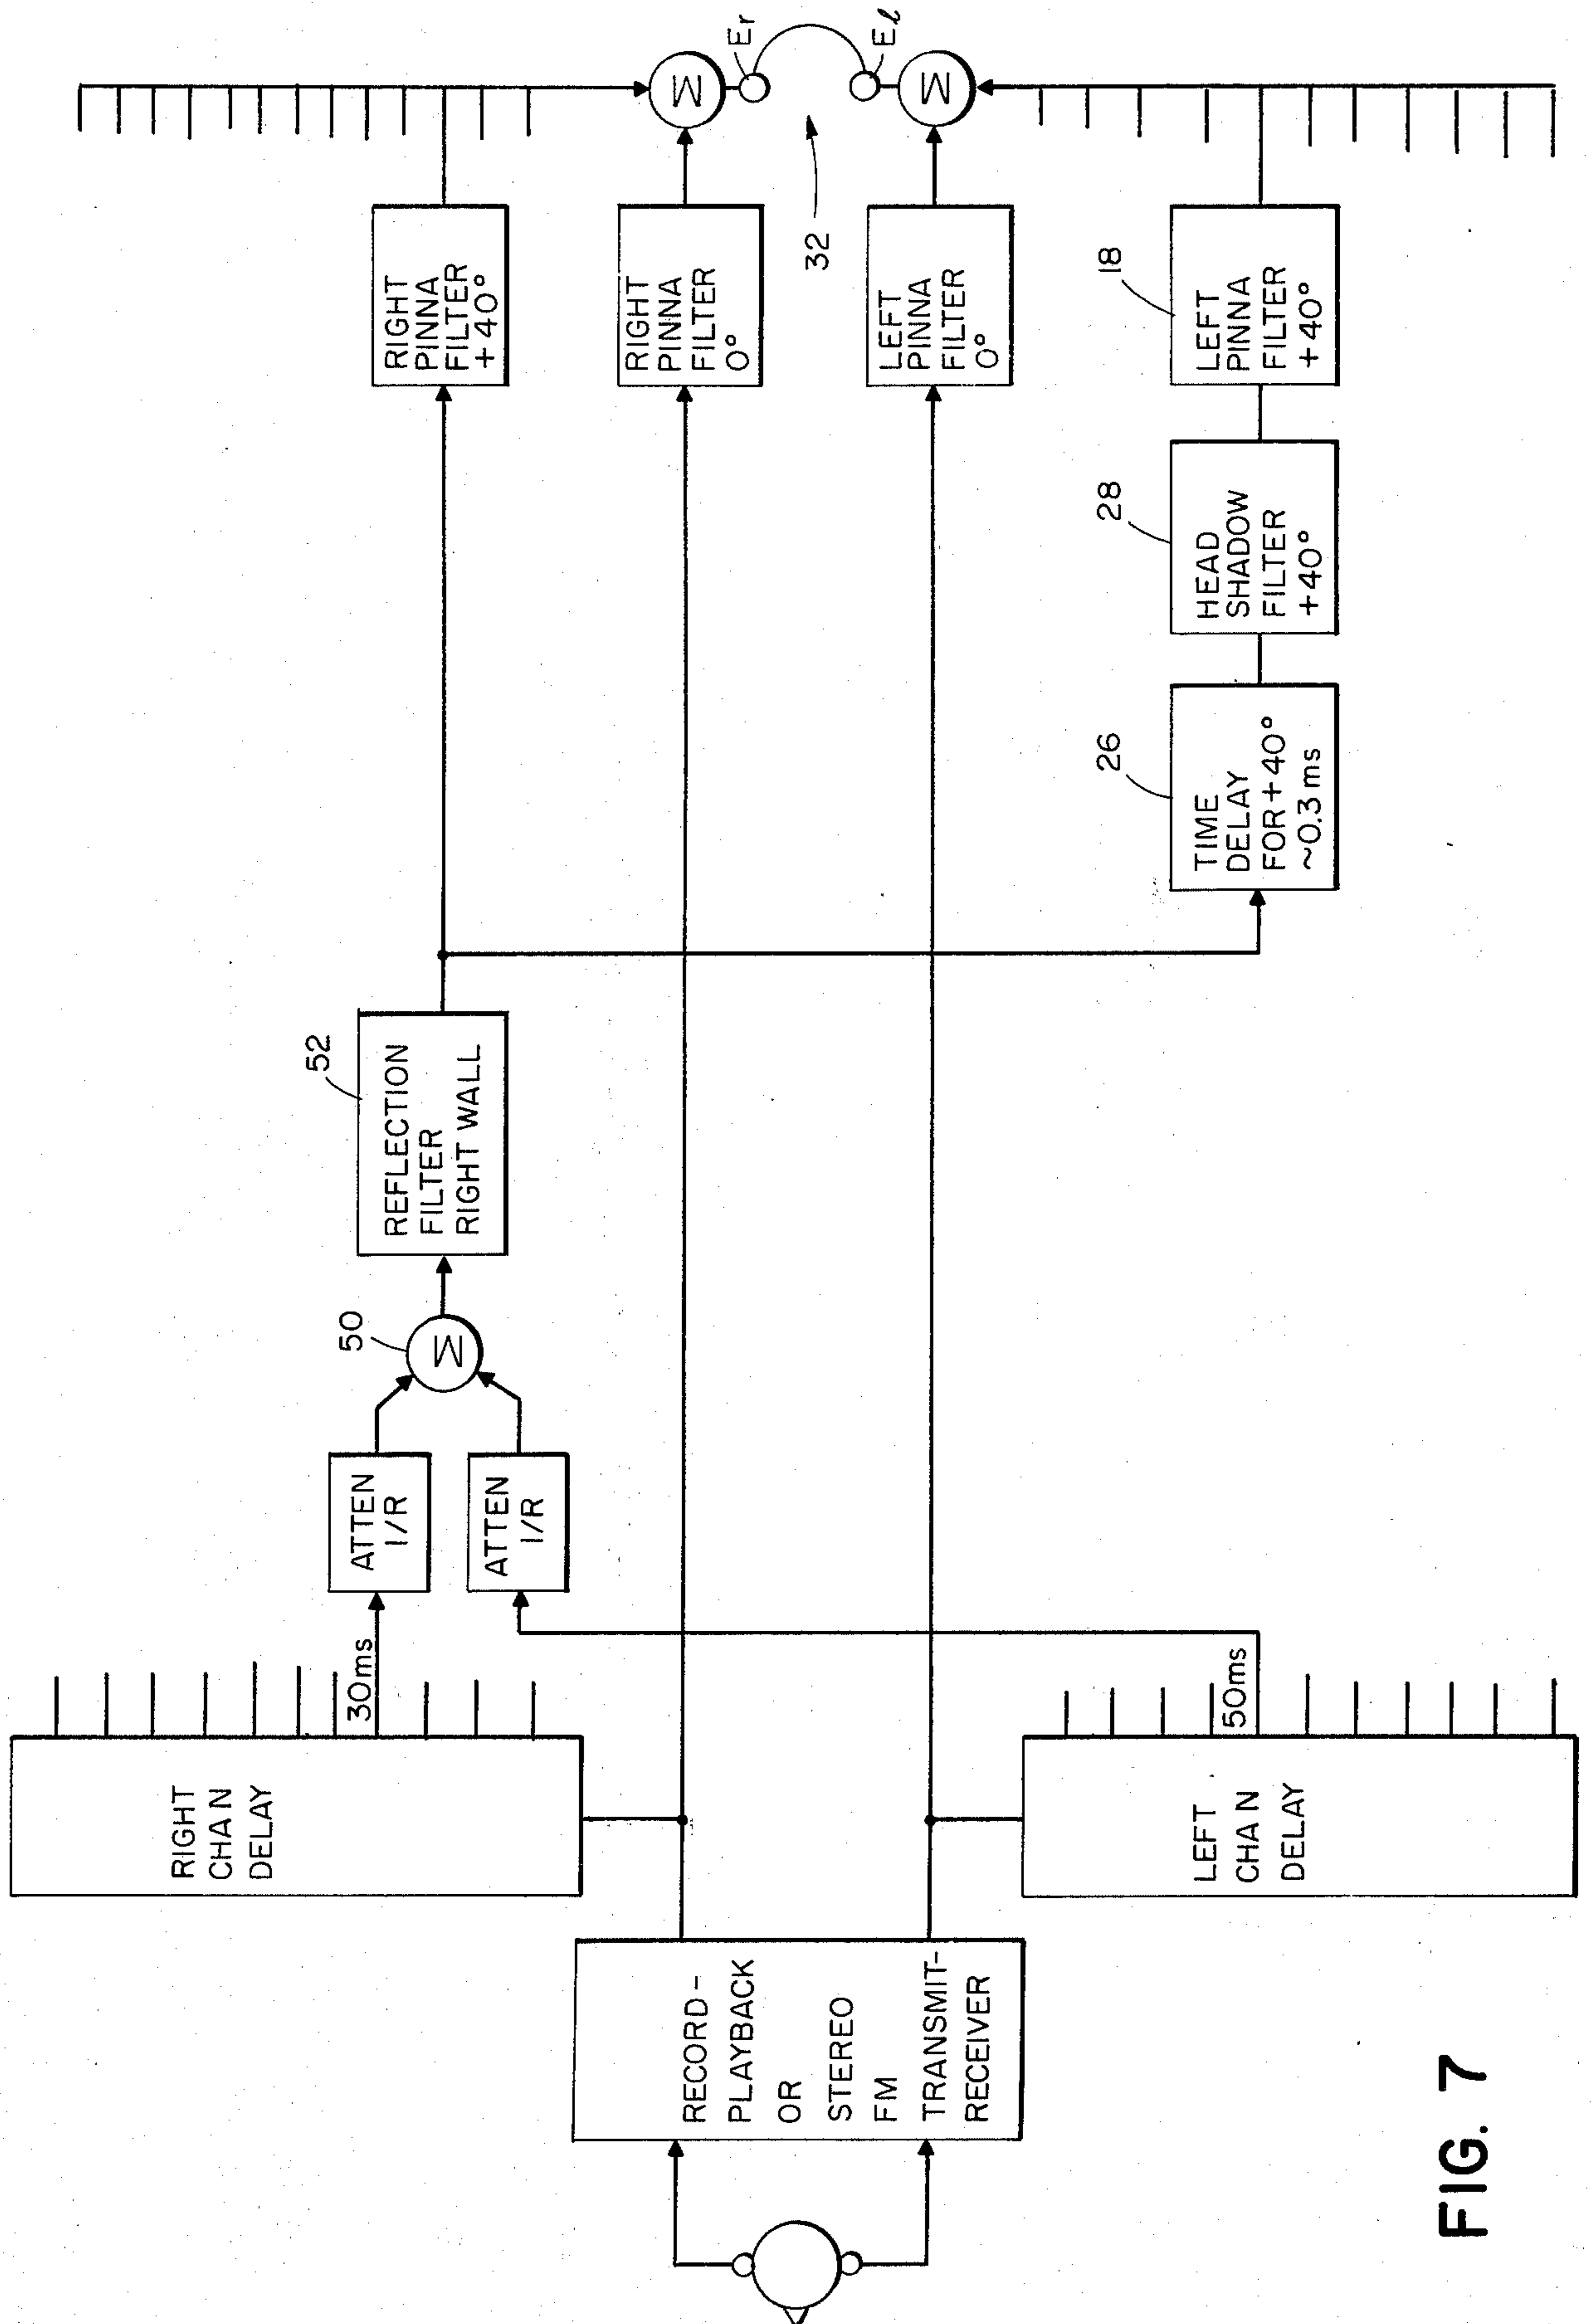 RECORD-
PLAYBACK
OR
STEREO
FM
TRANSMIT-
RECEIVER
RIGHT
CHAN
DELAY
LEFT
CHAN
DELAY
30ms
50ms
ATTEN
1/R
ATTEN
1/R
50
M
52
REFLECTION
FILTER
RIGHT WALL
26
TIME
DELAY
FOR +40°
~0.3 ms
28
HEAD
SHADOW
FILTER
+40°
18
LEFT
PINNA
FILTER
+40°
RIGHT
PINNA
FILTER
+40°
RIGHT
PINNA
FILTER
0°
LEFT
PINNA
FILTER
0°
32
M
Er
El
M
FIG. 7